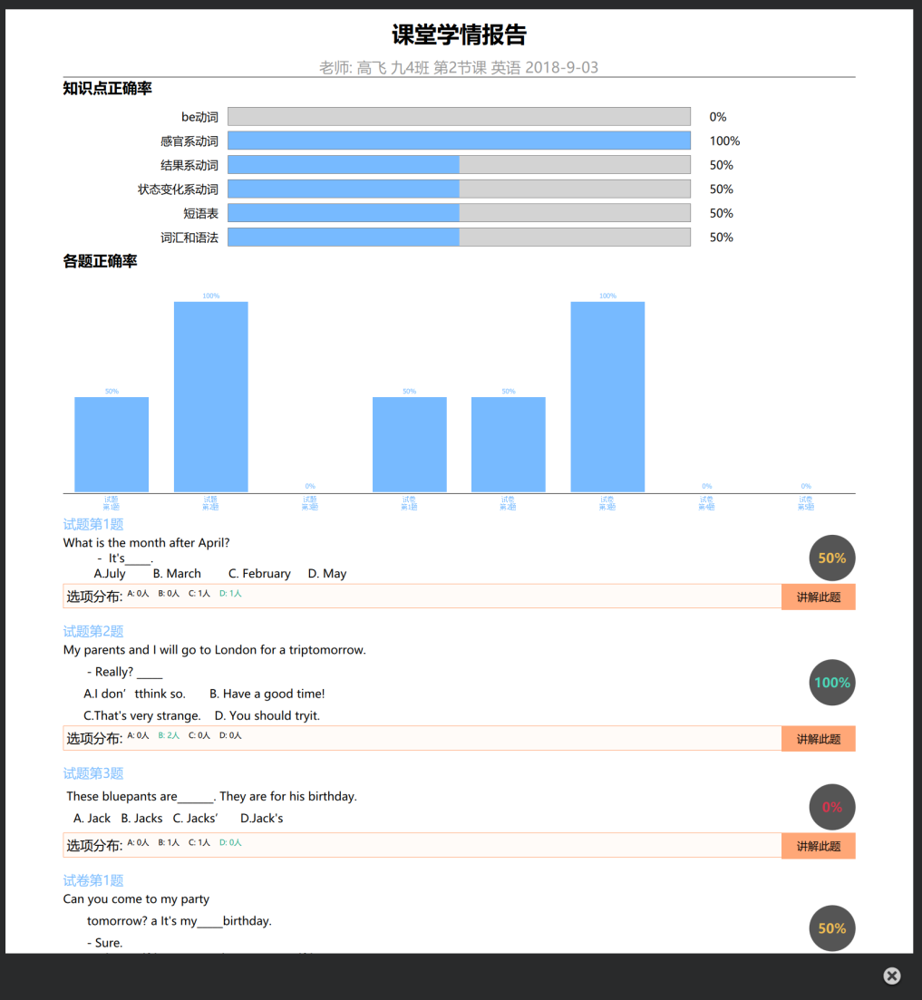 课堂学情报告
老师: 高飞 九4班 第2节课 英语 2018-9-03
知识点正确率
be动词 0%
感官系动词 100%
结果系动词 50%
状态变化系动词 50%
短语表 50%
词汇和语法 50%
各题正确率
50% 100% 0% 50% 50% 100% 0% 0%
试题 试题 试题 试卷 试卷 试卷 试卷 试卷
第1题 第2题 第3题 第1题 第2题 第3题 第4题 第5题
试题第1题
What is the month after April?
- It's____.
50%
A.July B. March C. February D. May
选项分布: A: 0人 B: 0人 C: 1人 D: 1人 讲解此题
试题第2题
My parents and I will go to London for a triptomorrow.
- Really? ____
100%
A.I don’tthink so. B. Have a good time!
C.That's very strange. D. You should tryit.
选项分布: A: 0人 B: 2人 C: 0人 D: 0人 讲解此题
试题第3题
These bluepants are______. They are for his birthday.
0%
A. Jack B. Jacks C. Jacks’ D.Jack's
选项分布: A: 0人 B: 1人 C: 1人 D: 0人 讲解此题
试卷第1题
Can you come to my party
tomorrow? a It's my____birthday.
50%
- Sure.